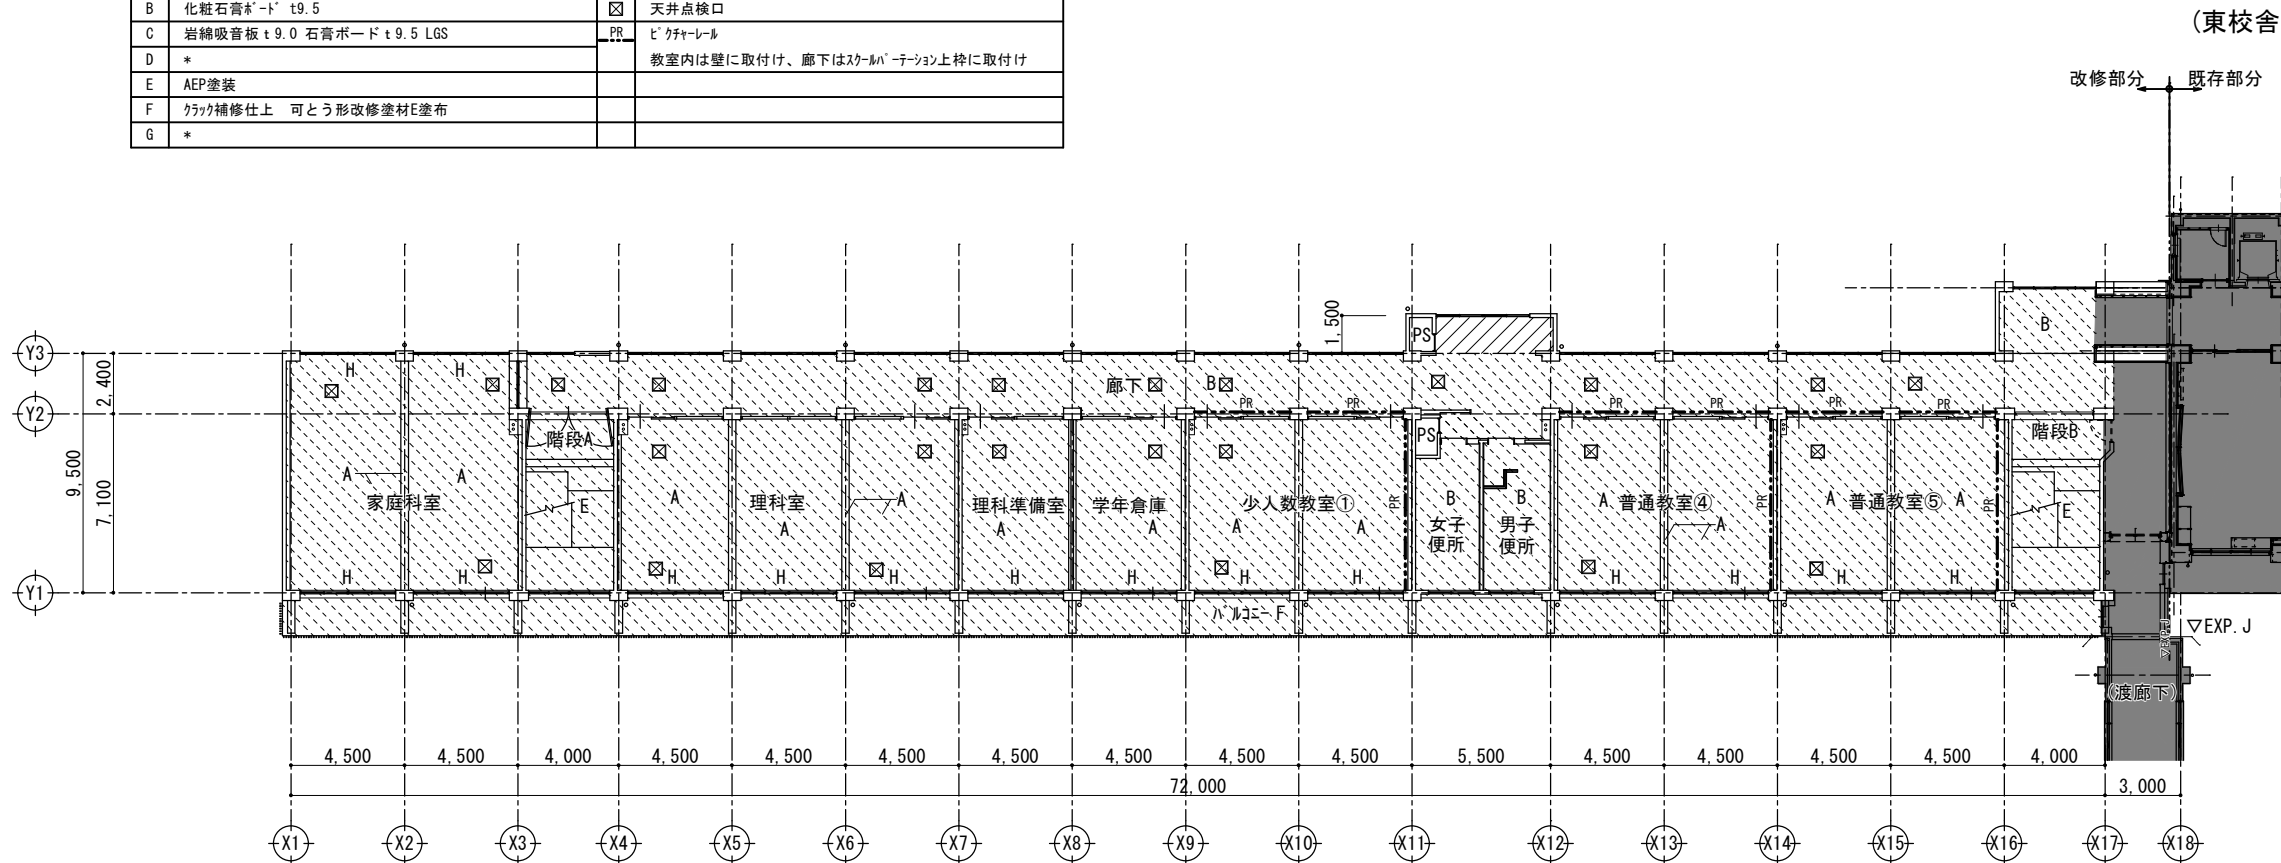 B 化粧石膏ﾎﾞｰﾄﾞ t9.5 天井点検口
C 岩綿吸音板 t 9.0 石膏ボード t 9.5 LGS PR ﾋﾟｸﾁｬｰﾚｰﾙ
D * 教室内は壁に取付け、廊下はｽｸｰﾙﾊﾟｰﾃｰｼｮﾝ上枠に取付け
E AEP塗装
F ｸﾗｯｸ補修仕上 可とう形改修塗材E塗布
G *
(東校舎
改修部分 既存部分
1,500 PS B
Y3
H H 廊下 B
2,400
Y2
PR PR PR PR PR PR
階段A PS 階段B
9,500 7,100
A A A A A A A A A
家庭科室 E 理科室 理科準備室 学年倉庫 少人数教室① PR B B 普通教室④ PR 普通教室⑤ PR E
A A A A A A
女子便所 男子便所
H H H H H H H H H H H H H
Y1
ﾊﾞﾙｺﾆｰ F
▽EXP.J ▽EXP.J
(渡廊下)
4,500 4,500 4,000 4,500 4,500 4,500 4,500 4,500 4,500 4,500 5,500 4,500 4,500 4,500 4,500 4,000
72,000 3,000
X1 X2 X3 X4 X5 X6 X7 X8 X9 X10 X11 X12 X13 X14 X15 X16 X17 X18